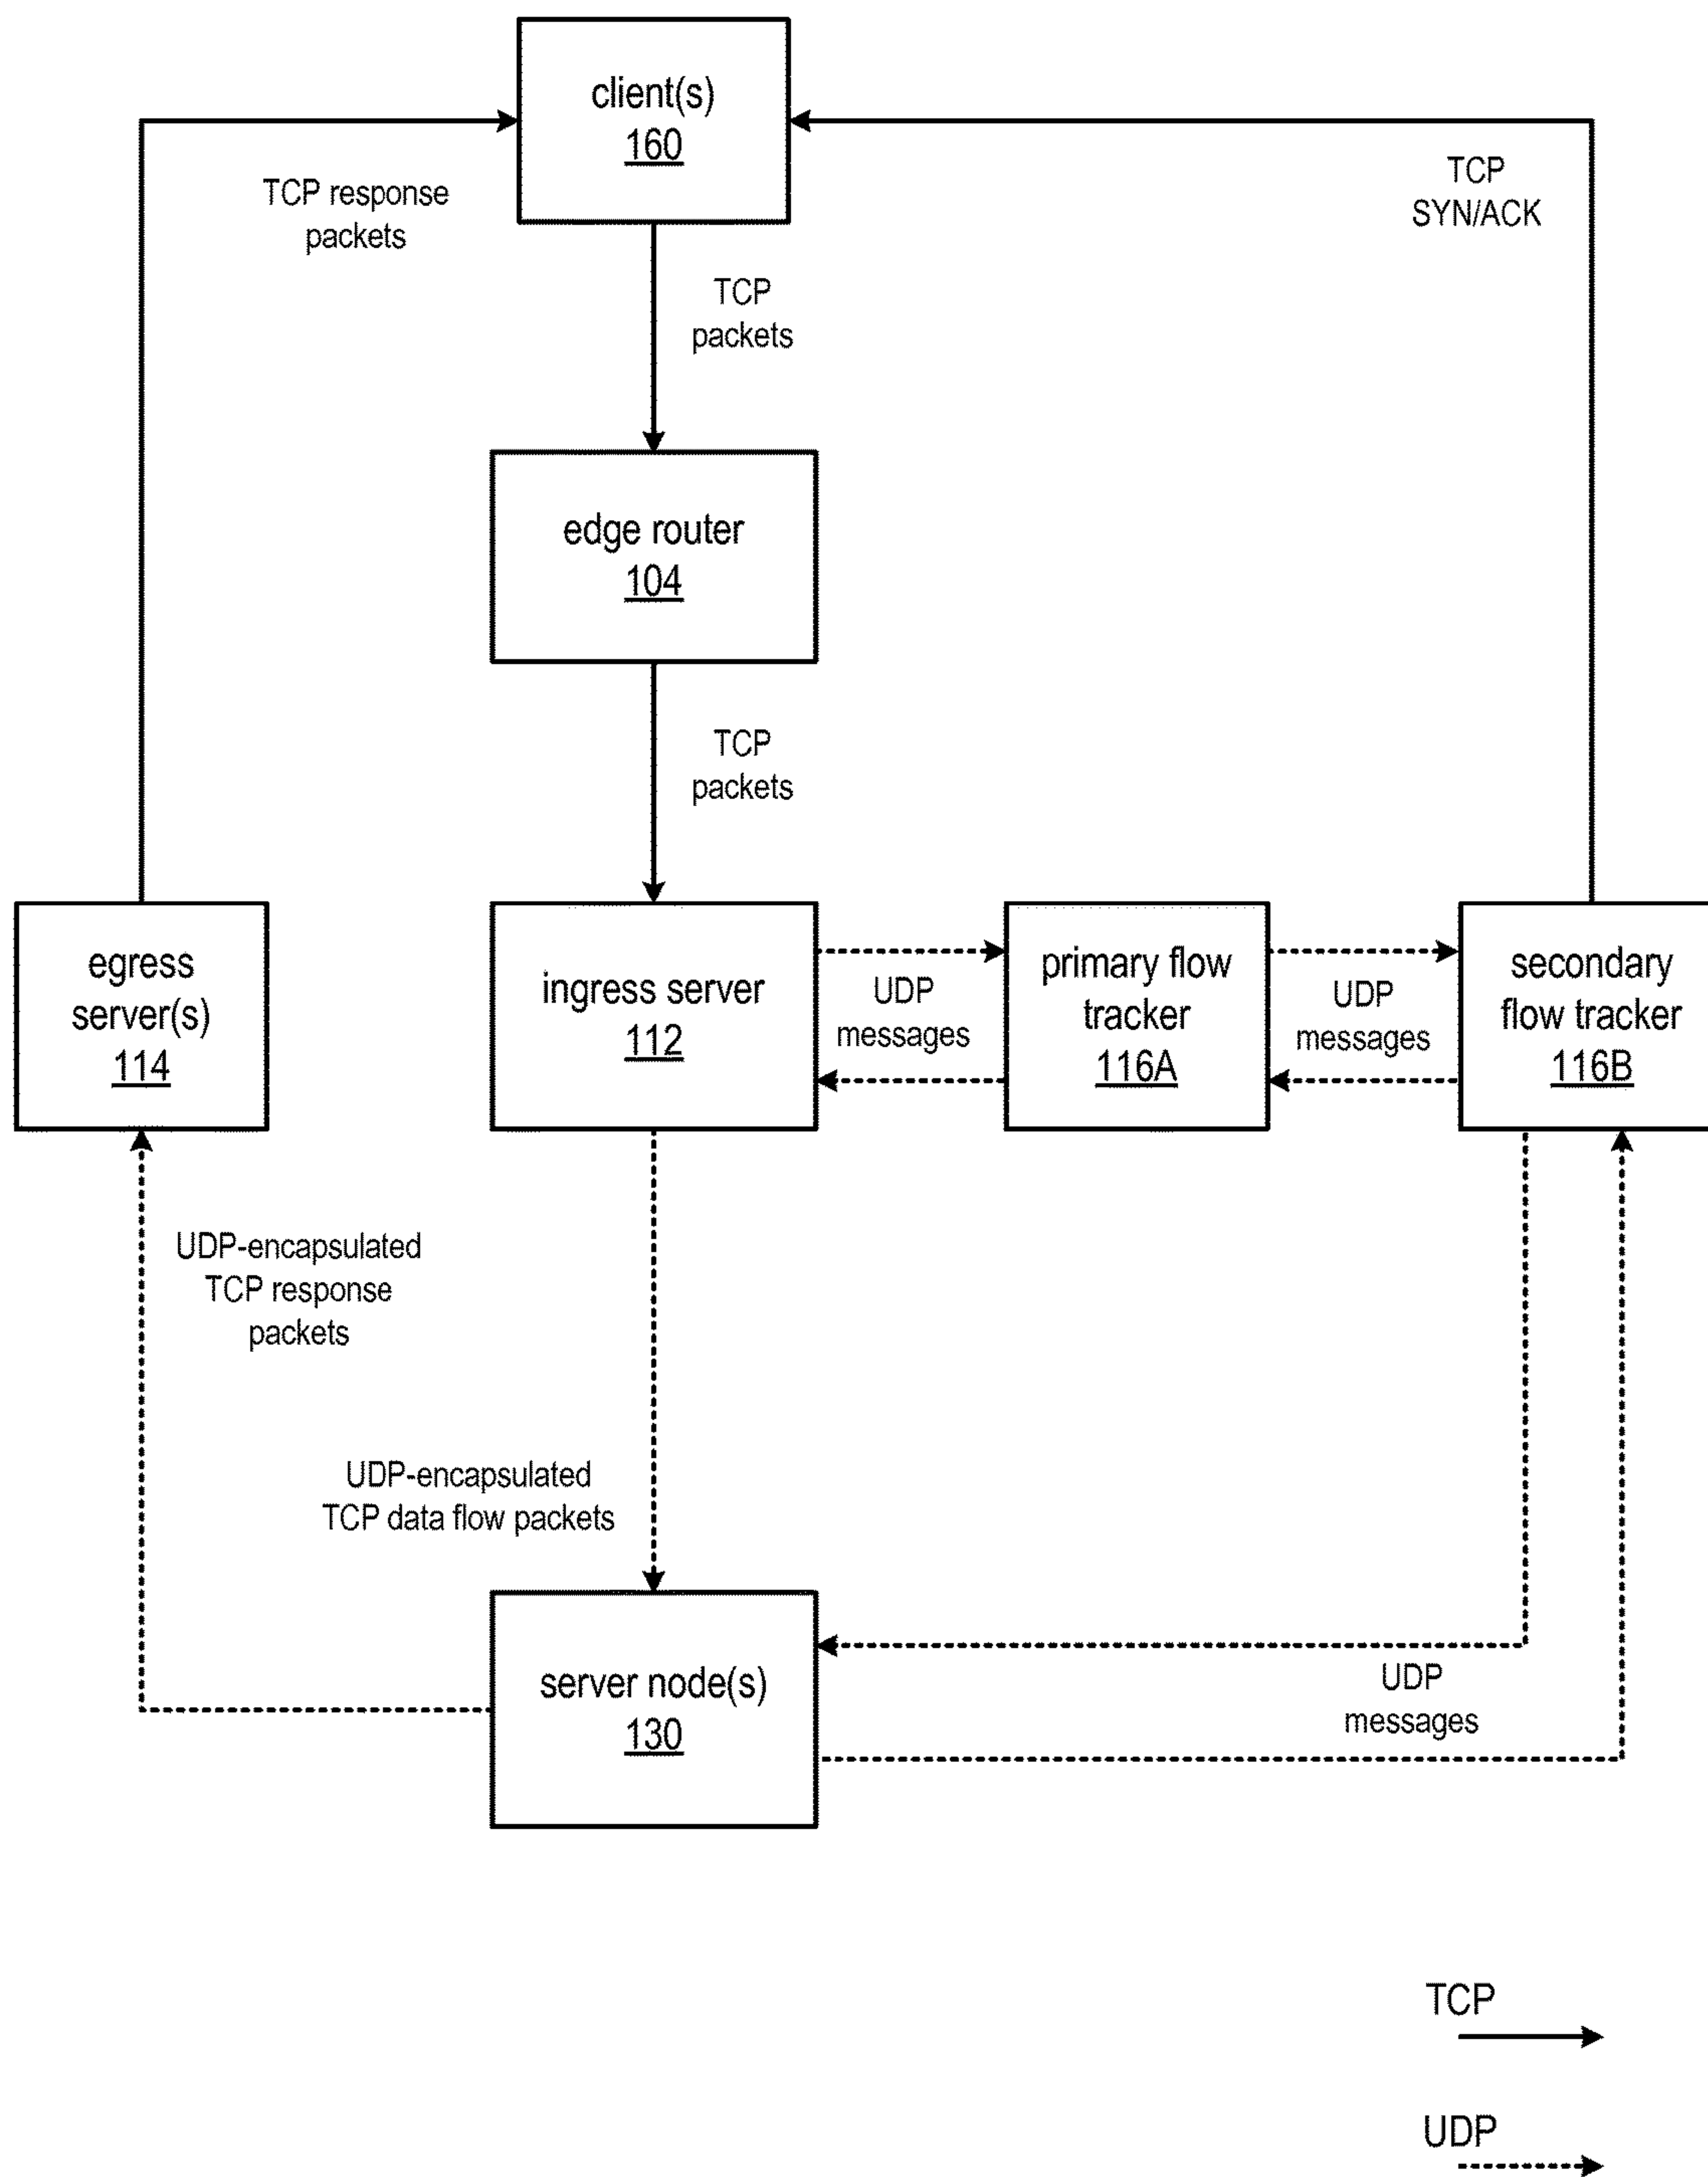 client(s)
160
TCP response
packets
TCP
SYN/ACK
TCP
packets
edge router
104
TCP
packets
egress
server(s)
114
ingress server
112
UDP
messages
primary flow
tracker
116A
UDP
messages
secondary
flow tracker
116B
UDP-encapsulated
TCP response
packets
UDP-encapsulated
TCP data flow packets
server node(s)
130
UDP
messages
TCP
UDP